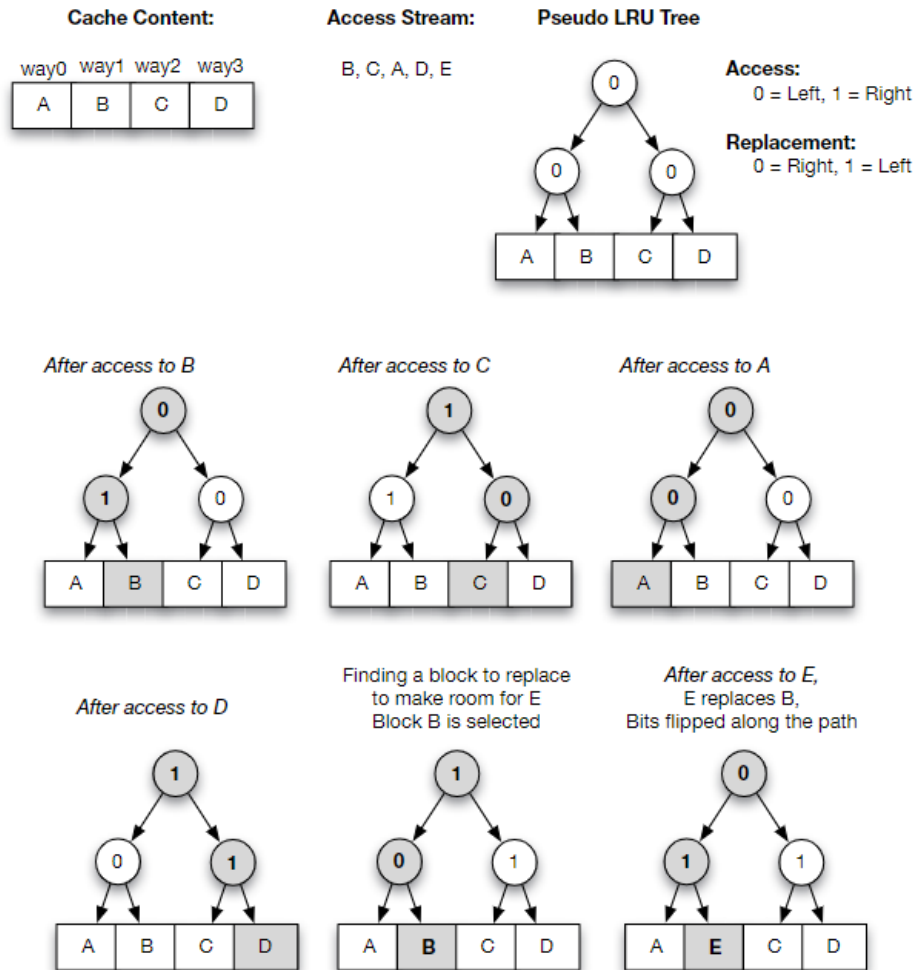 Cache Content:
way0 way1 way2 way3
A B C D
Access Stream:
B, C, A, D, E
Pseudo LRU Tree
0
0 0
A B C D
Access:
0 = Left, 1 = Right
Replacement:
0 = Right, 1 = Left
After access to B
0
1 0
A B C D
After access to C
1
1 0
A B C D
After access to A
0
0 0
A B C D
After access to D
1
0 1
A B C D
Finding a block to replace
to make room for E
Block B is selected
1
0 1
A B C D
After access to E,
E replaces B,
Bits flipped along the path
0
1 1
A E C D